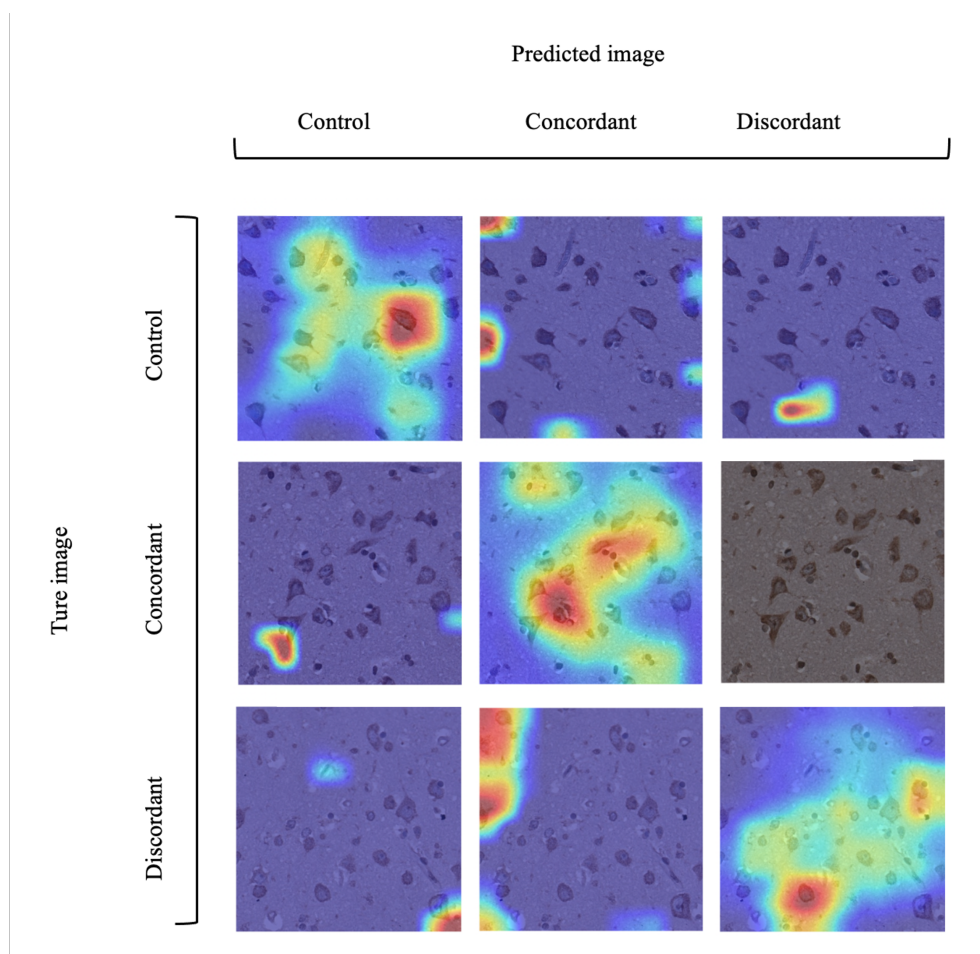 Predicted image
Control Concordant Discordant
Control
Concordant
Discordant
Ture image